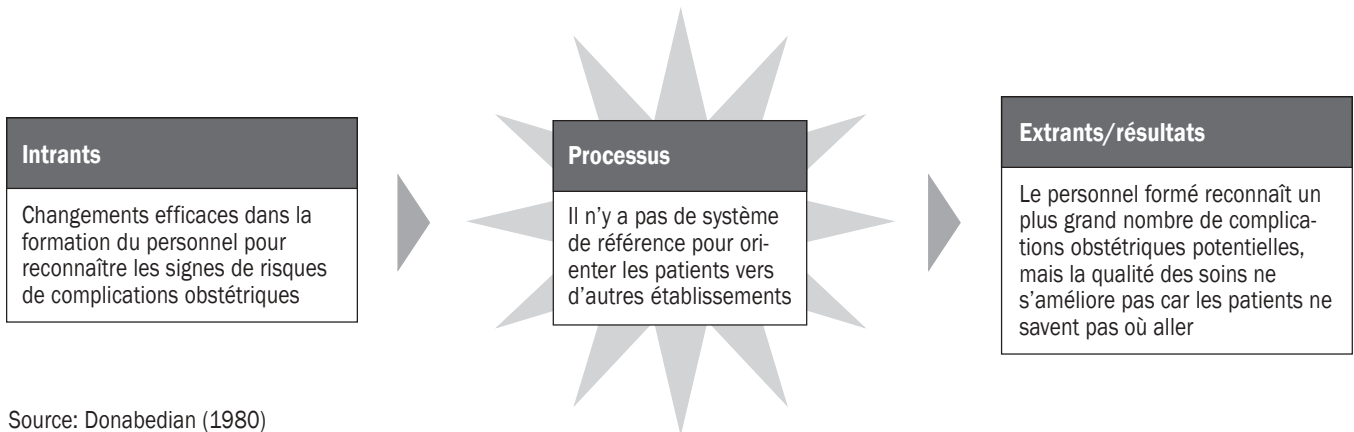 Intrants
Changements efficaces dans la
formation du personnel pour
reconnaître les signes de risques
de complications obstétriques
Processus
Il n'y a pas de système
de référence pour ori-
enter les patients vers
d'autres établissements
Extrants/résultats
Le personnel formé reconnaît un
plus grand nombre de complica-
tions obstétriques potentielles,
mais la qualité des soins ne
s'améliore pas car les patients ne
savent pas où aller
Source: Donabedian (1980)